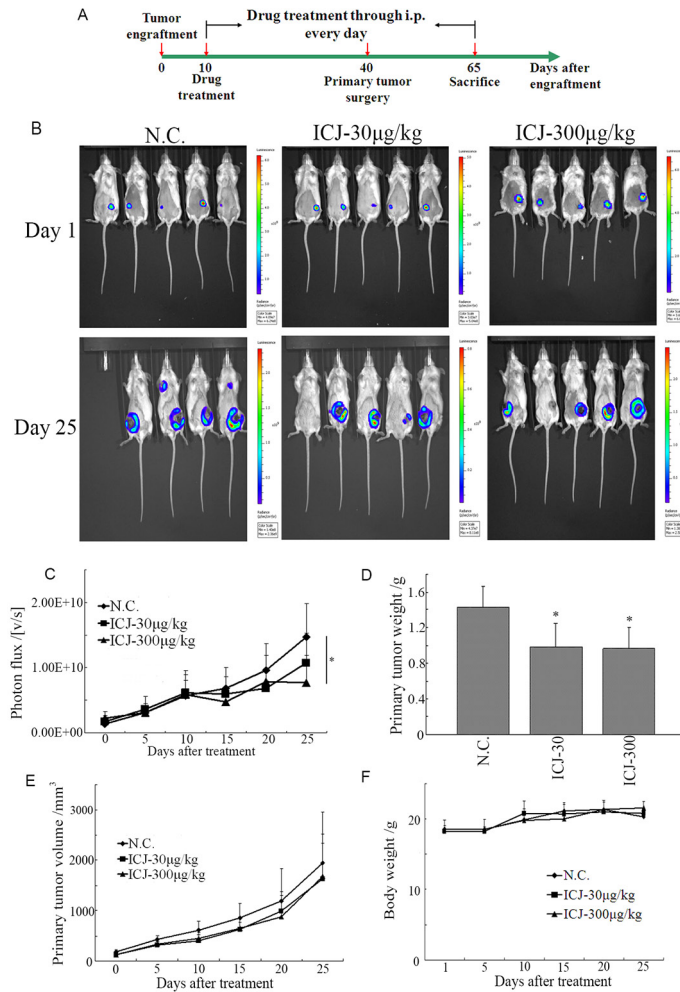 A
Tumor
engraftment
Drug treatment through i.p.
every day
0
10
40
65
Drug
treatment
Primary tumor
surgery
Sacrifice
Days after
engraftment
B
N.C.
ICJ-30μg/kg
ICJ-300μg/kg
Day 1
Day 25
C
Photon flux /[v/s]
2.00E+10
1.00E+10
0.00E+00
N.C.
ICJ-30μg/kg
ICJ-300μg/kg
*
0 5 10 15 20 25
Days after treatment
D
Primary tumor weight /g
1.6
1.2
0.8
0.4
0
* *
N.C.
ICJ-30
ICJ-300
E
Primary tumor volume /mm³
3000
2000
1000
0
N.C.
ICJ-30μg/kg
ICJ-300μg/kg
0 5 10 15 20 25
Days after treatment
F
Body weight /g
20
10
0
N.C.
ICJ-30μg/kg
ICJ-300μg/kg
1 5 10 15 20 25
Days after treatment